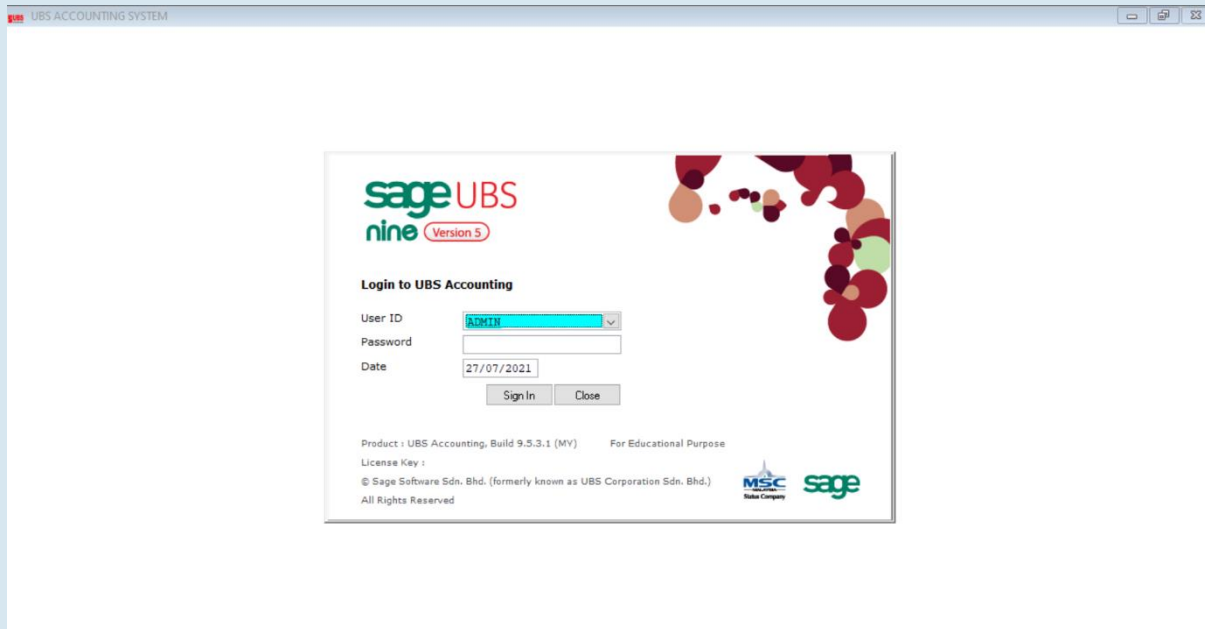 UBS UBS ACCOUNTING SYSTEM
sage UBS
nine Version 5
Login to UBS Accounting
User ID ADMIN
Password
Date 27/07/2021
Sign In Close
Product : UBS Accounting, Build 9.5.3.1 (MY) For Educational Purpose
License Key :
© Sage Software Sdn. Bhd. (formerly known as UBS Corporation Sdn. Bhd.)
All Rights Reserved
MSC
MALAYSIA
Status Company
sage